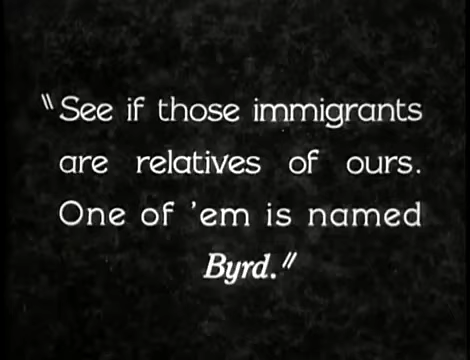 "See if those immigrants
are relatives of ours.
One of 'em is named
Byrd."